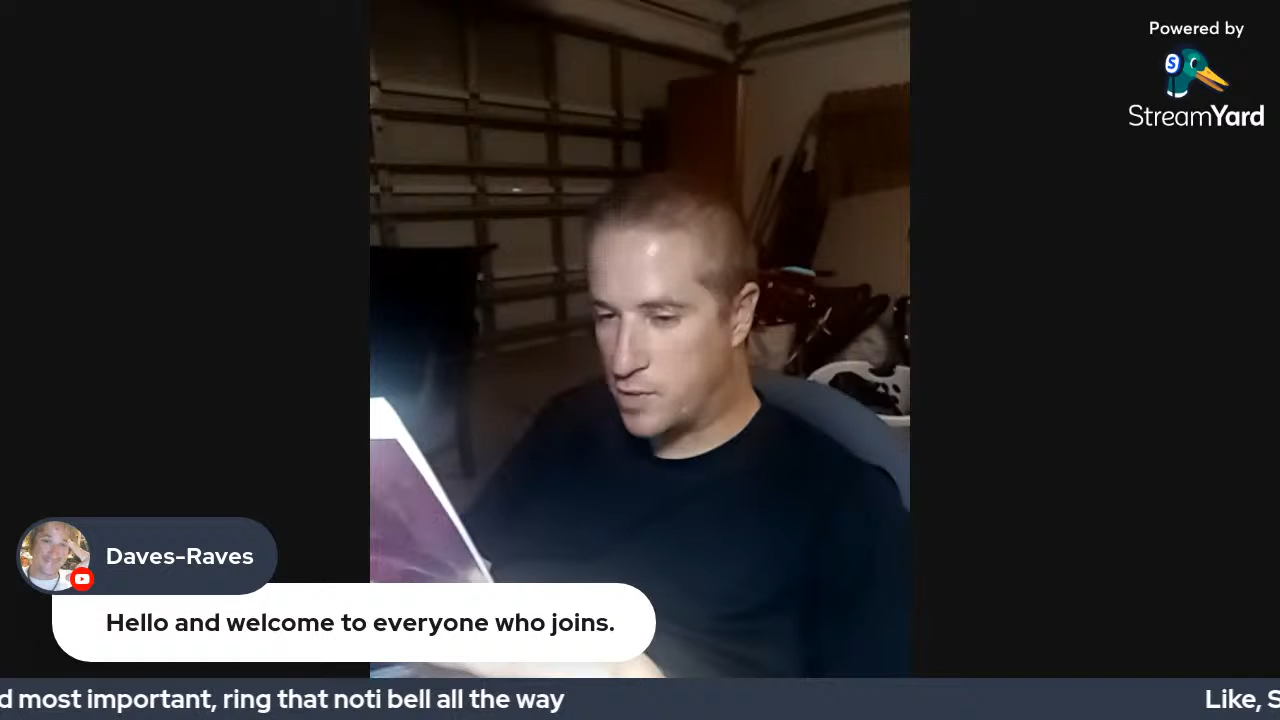 Powered by
StreamYard
Daves-Raves
Hello and welcome to everyone who joins.
d most important, ring that noti bell all the way
Like, S